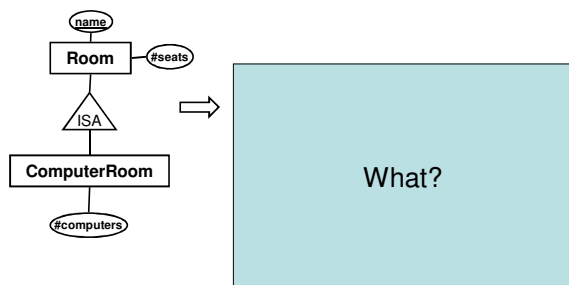 name
Room
#seats
ISA
ComputerRoom
#computers
What?